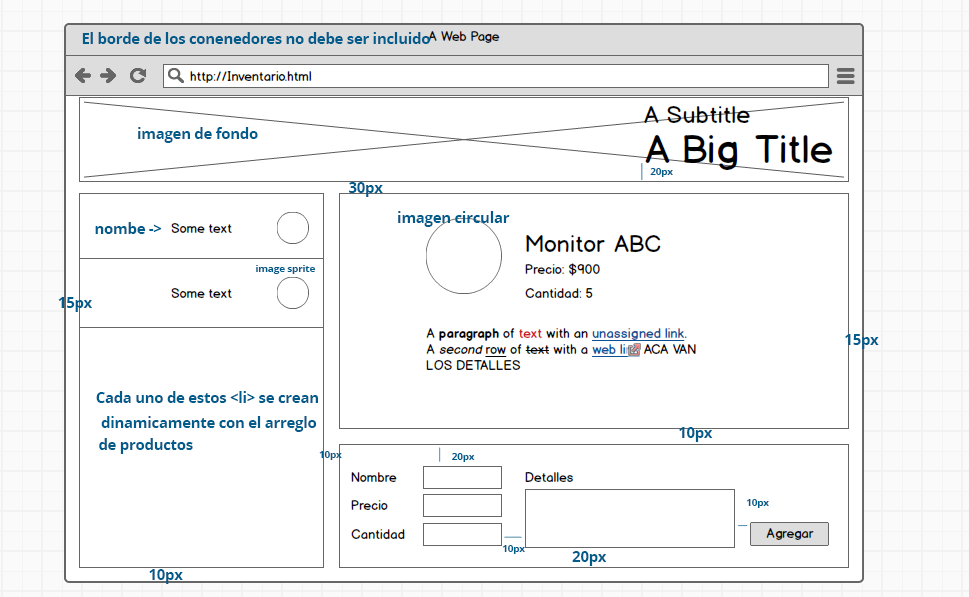 El borde de los conenedores no debe ser incluido
A Web Page
http://Inventario.html
imagen de fondo
A Subtitle
A Big Title
20px
30px
nombe -> Some text
imagen circular
image sprite
Some text
15px
Monitor ABC
Precio: $900
Cantidad: 5
A paragraph of text with an unassigned link.
A second row of text with a web link ACA VAN
LOS DETALLES
15px
Cada uno de estos <li> se crean
dinamicamente con el arreglo
de productos
10px
10px
20px
Nombre
Precio
Cantidad
10px
Detalles
10px
Agregar
20px
10px